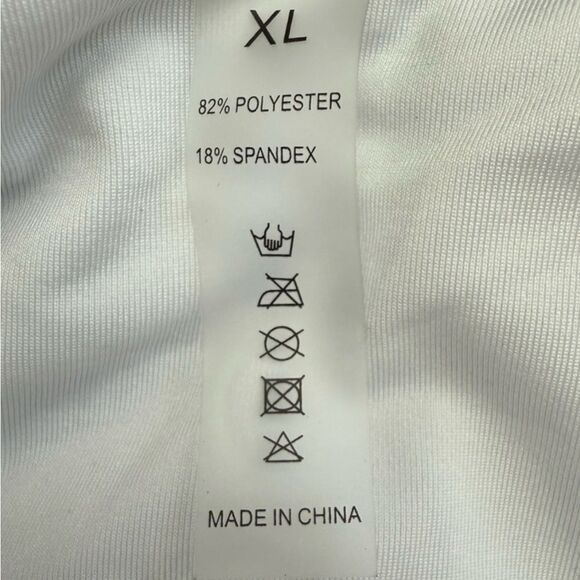 XL
82% POLYESTER
18% SPANDEX
MADE IN CHINA